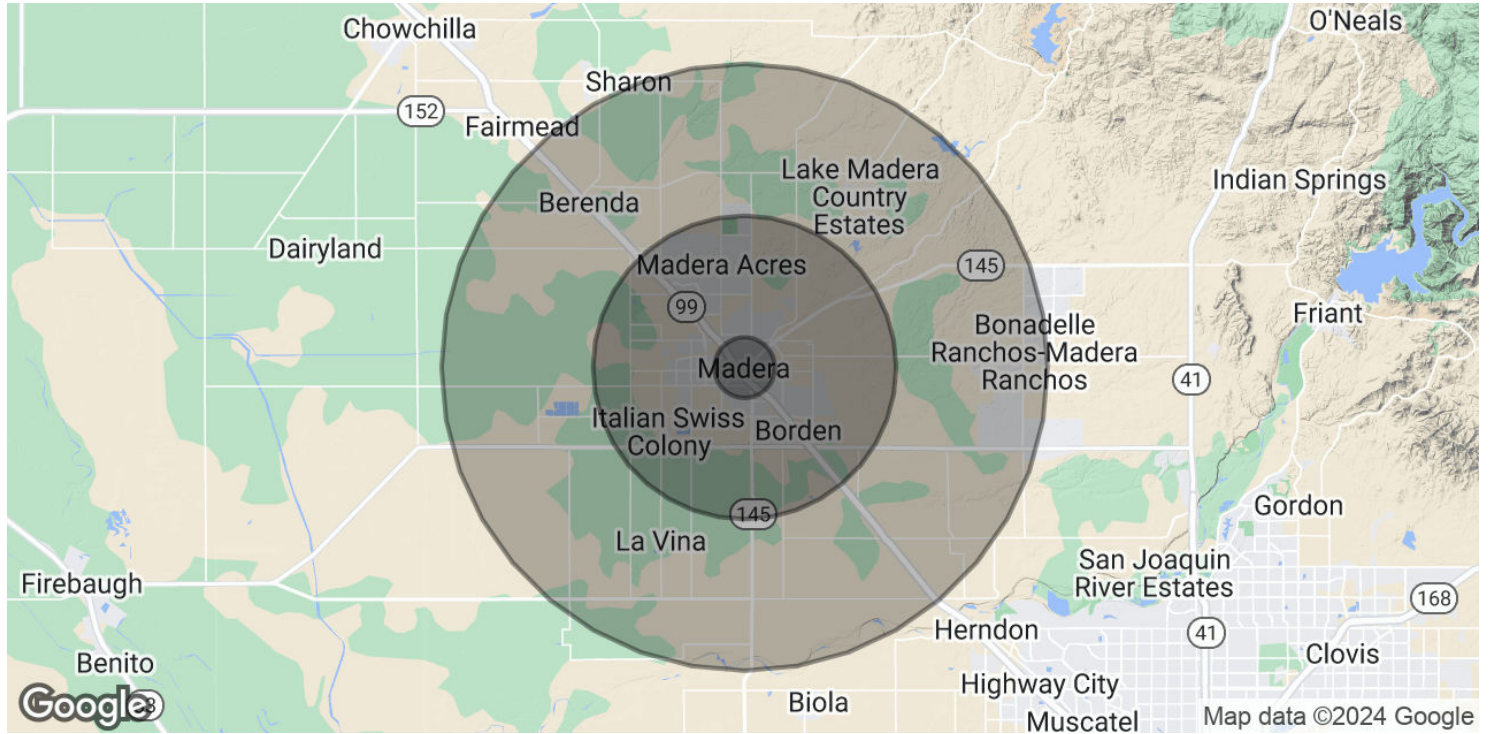 O'Neals
Chowchilla
Sharon
152
Fairmead
Lake Madera
Country
Estates
Indian Springs
Berenda
Dairyland
Madera Acres
145
99
Friant
Bonadelle
Ranchos-Madera
Ranchos
Madera
41
Italian Swiss
Colony
Borden
Gordon
145
La Vina
San Joaquin
River Estates
Firebaugh
168
Herndon
41
Clovis
Benito
Highway City
Biola
Google
Muscatel
Map data ©2024 Google